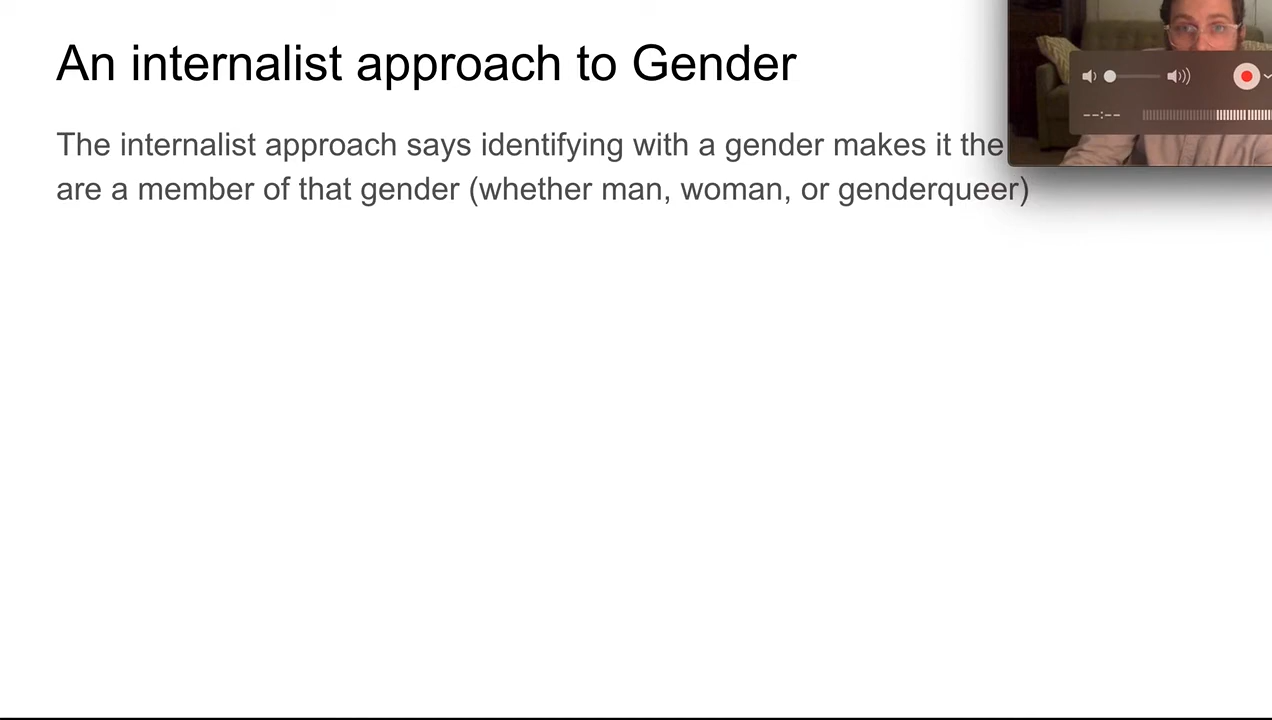 An internalist approach to Gender
The internalist approach says identifying with a gender makes it the
are a member of that gender (whether man, woman, or genderqueer)
--:--